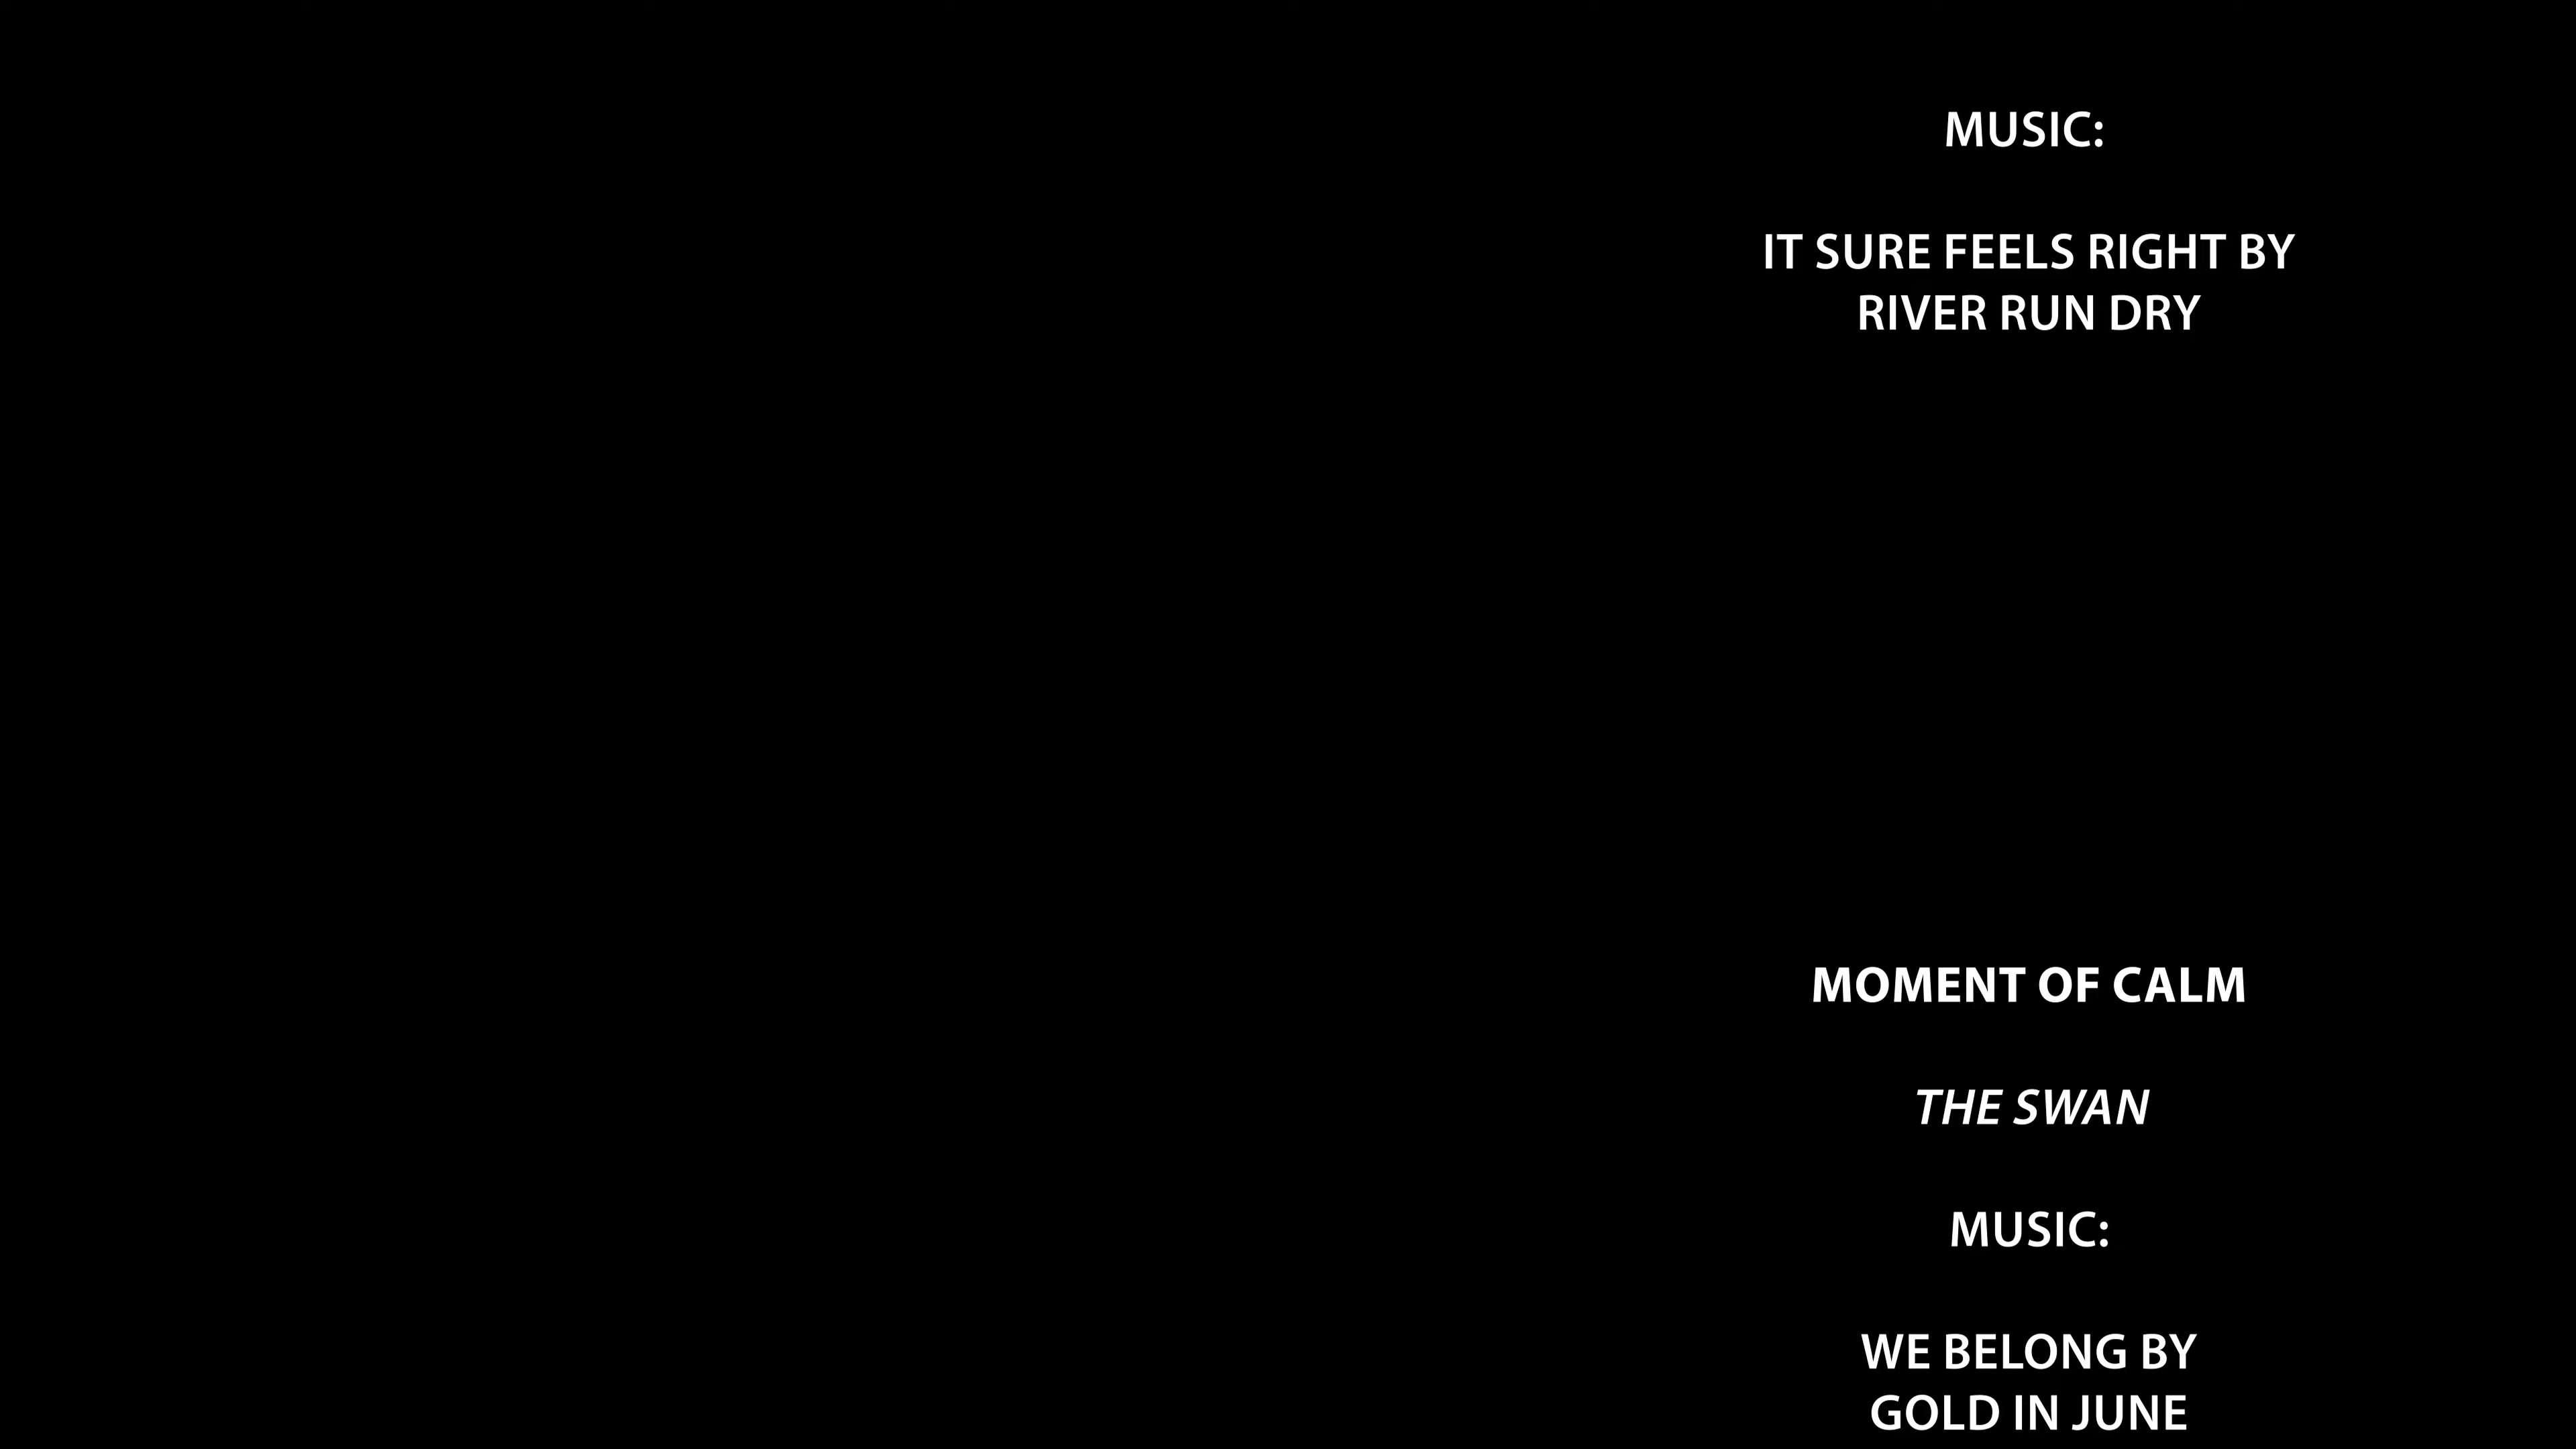 MUSIC:
IT SURE FEELS RIGHT BY
RIVER RUN DRY
MOMENT OF CALM
THE SWAN
MUSIC:
WE BELONG BY
GOLD IN JUNE